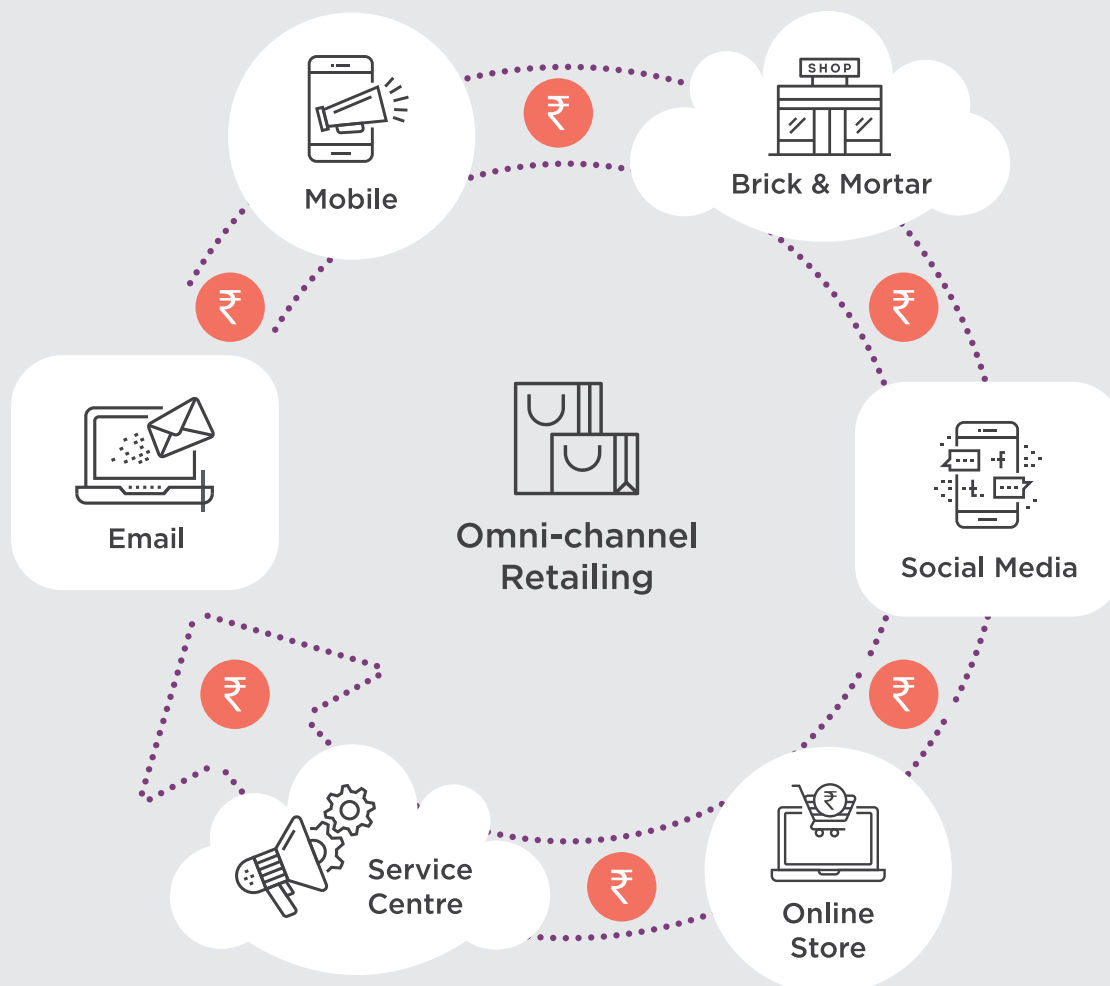 SHOP
Mobile
₹
Brick & Mortar
₹
₹
Email
Omni-channel
Retailing
f
t.
Social Media
₹
₹
₹
Service
Centre
₹
Online
Store